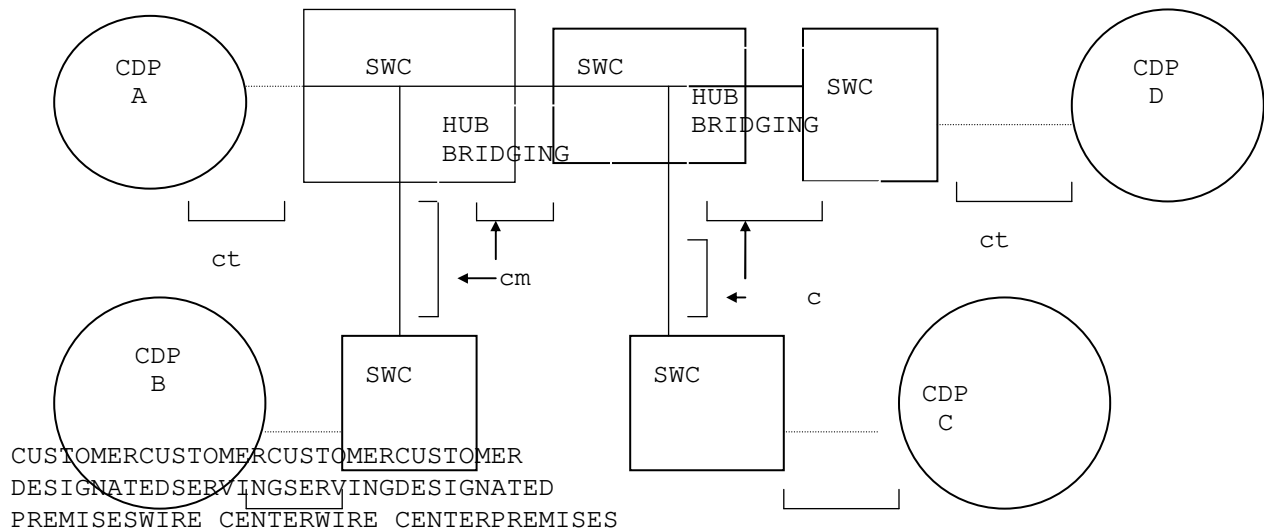 CDP
A
SWC
SWC
HUB
BRIDGING
HUB
BRIDGING
SWC
CDP
D
ct
cm
c
ct
CDP
B
SWC
SWC
CDP
C
CUSTOMERCUSTOMERCUSTOMERCUSTOMER
DESIGNATEDSERVINGSERVINGDESIGNATED
PREMISESWIRE CENTERWIRE CENTERPREMISES